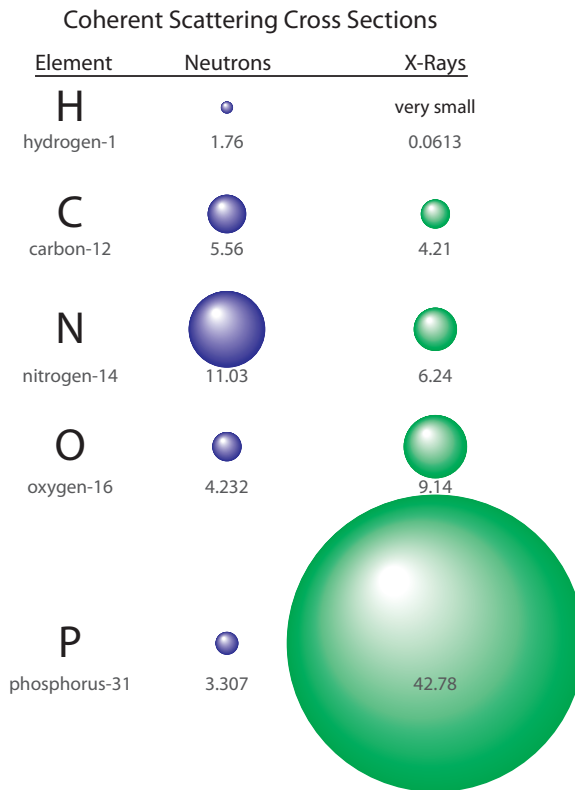 Coherent Scattering Cross Sections
Element Neutrons X-Rays
H very small
hydrogen-1 1.76 0.0613
C
carbon-12 5.56 4.21
N
nitrogen-14 11.03 6.24
O
oxygen-16 4.232 9.14
P
phosphorus-31 3.307 42.78